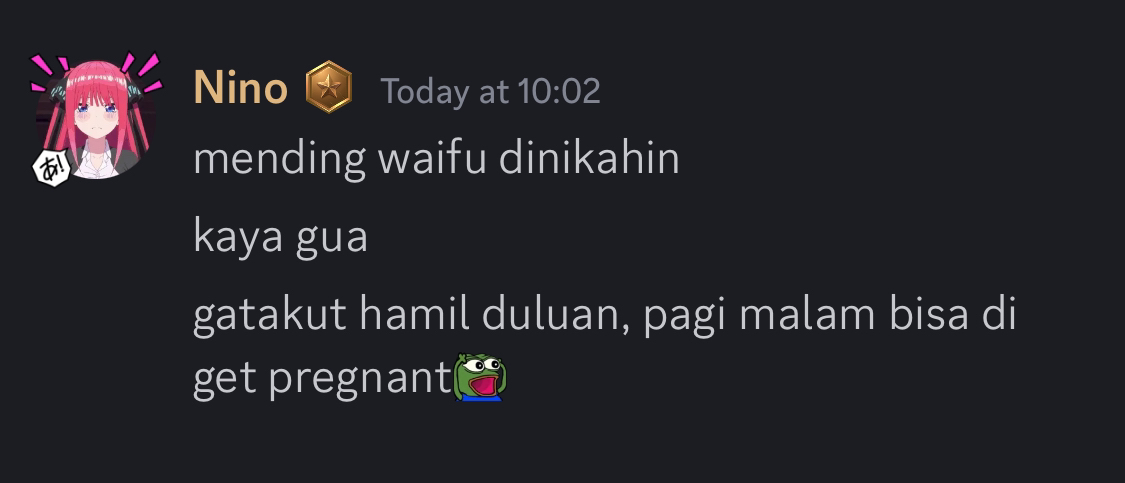 Nino Today at 10:02
mending waifu dinikahin
kaya gua
gatakut hamil duluan, pagi malam bisa di
get pregnant
あ!